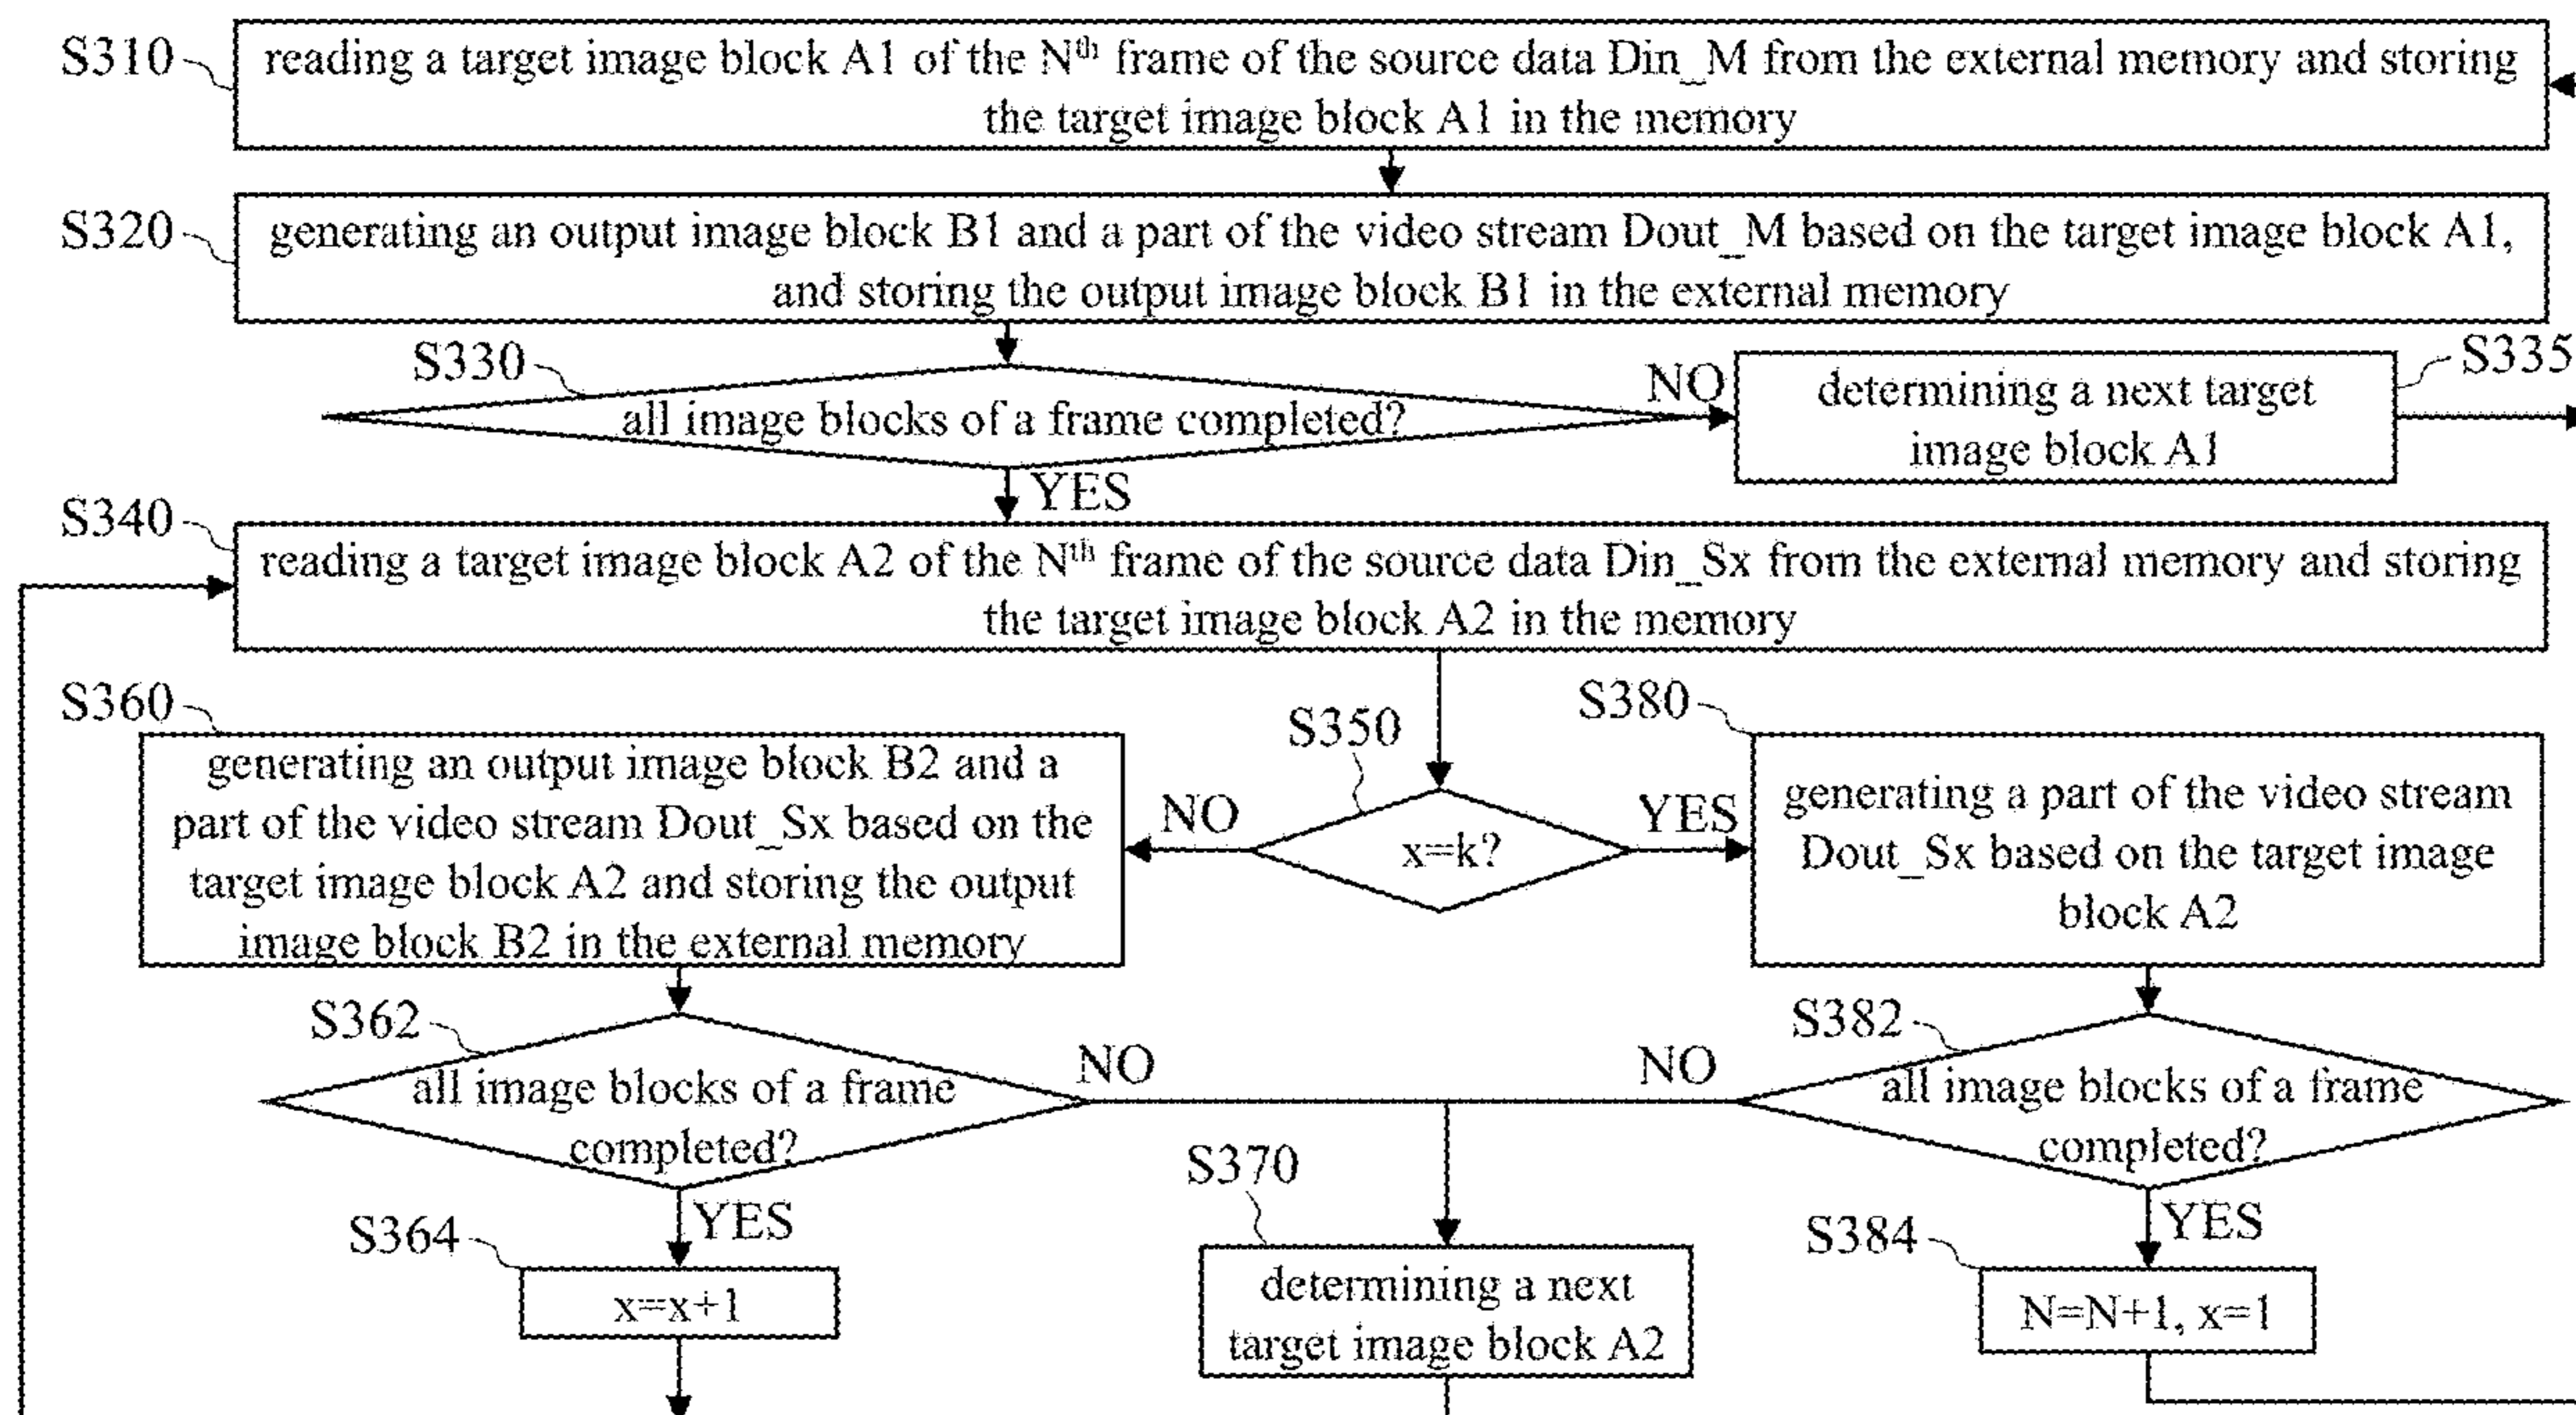 S310
reading a target image block A1 of the Nth frame of the source data Din_M from the external memory and storing
the target image block A1 in the memory
S320
generating an output image block B1 and a part of the video stream Dout_M based on the target image block A1,
and storing the output image block B1 in the external memory
S330
all image blocks of a frame completed?
NO
S335
determining a next target
image block A1
YES
S340
reading a target image block A2 of the Nth frame of the source data Din_Sx from the external memory and storing
the target image block A2 in the memory
S350
x=k?
NO
YES
S360
generating an output image block B2 and a
part of the video stream Dout_Sx based on the
target image block A2 and storing the output
image block B2 in the external memory
S380
generating a part of the video stream
Dout_Sx based on the target image
block A2
S362
all image blocks of a frame
completed?
NO
S382
all image blocks of a frame
completed?
NO
YES
S364
x=x+1
S370
determining a next
target image block A2
YES
S384
N=N+1, x=1